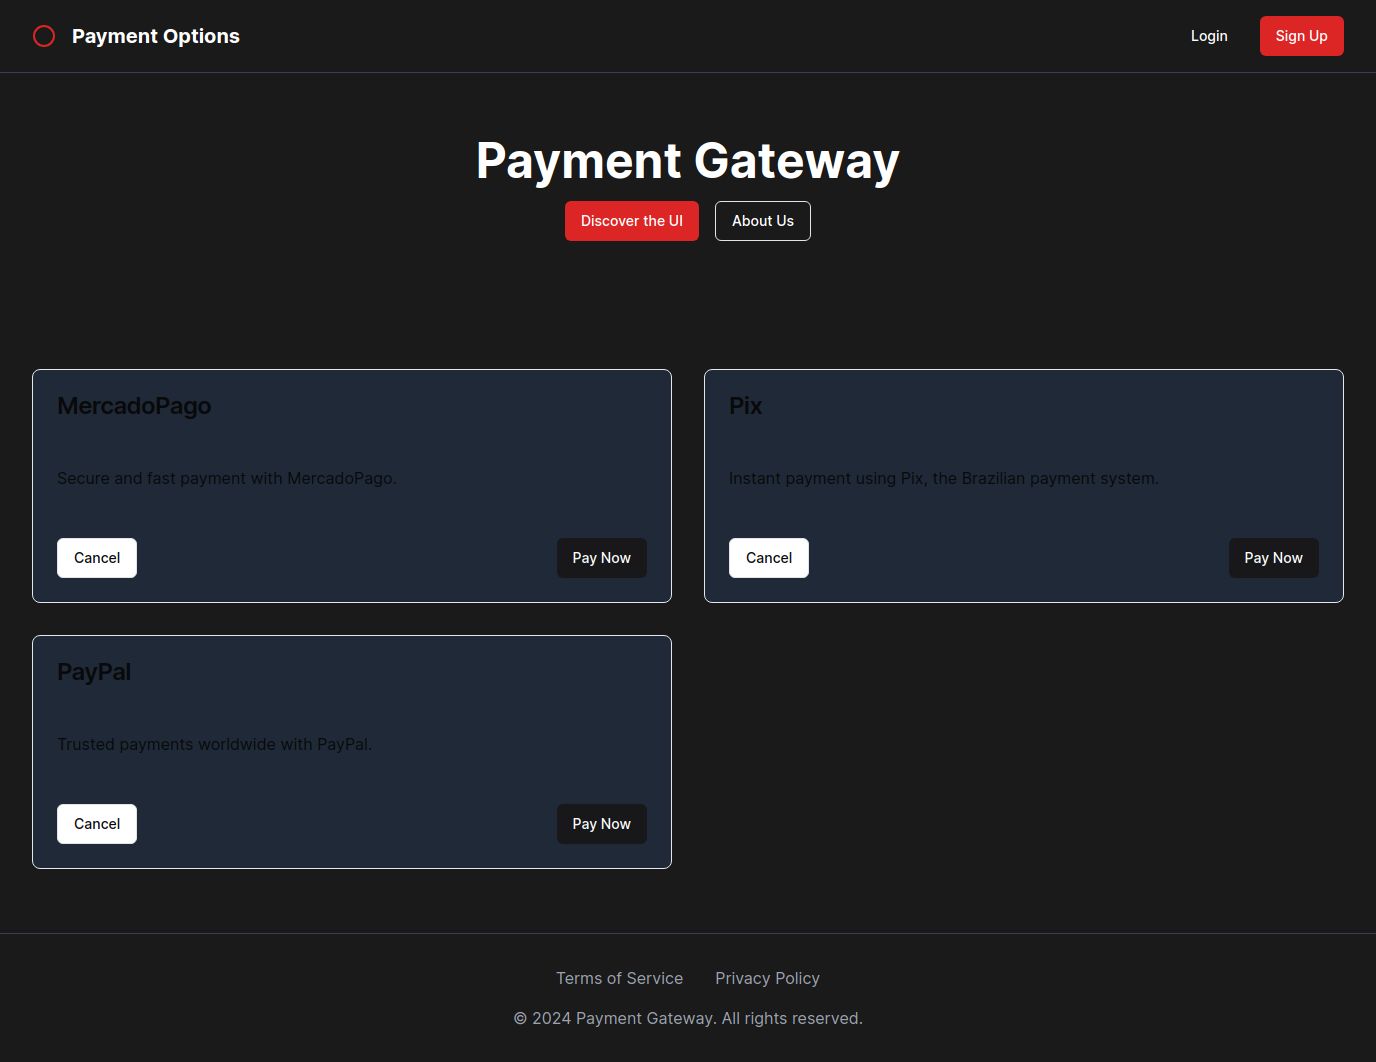 Payment Options
Login
Sign Up
Payment Gateway
Discover the UI
About Us
MercadoPago
Secure and fast payment with MercadoPago.
Cancel
Pay Now
Pix
Instant payment using Pix, the Brazilian payment system.
Cancel
Pay Now
PayPal
Trusted payments worldwide with PayPal.
Cancel
Pay Now
Terms of Service
Privacy Policy
© 2024 Payment Gateway. All rights reserved.